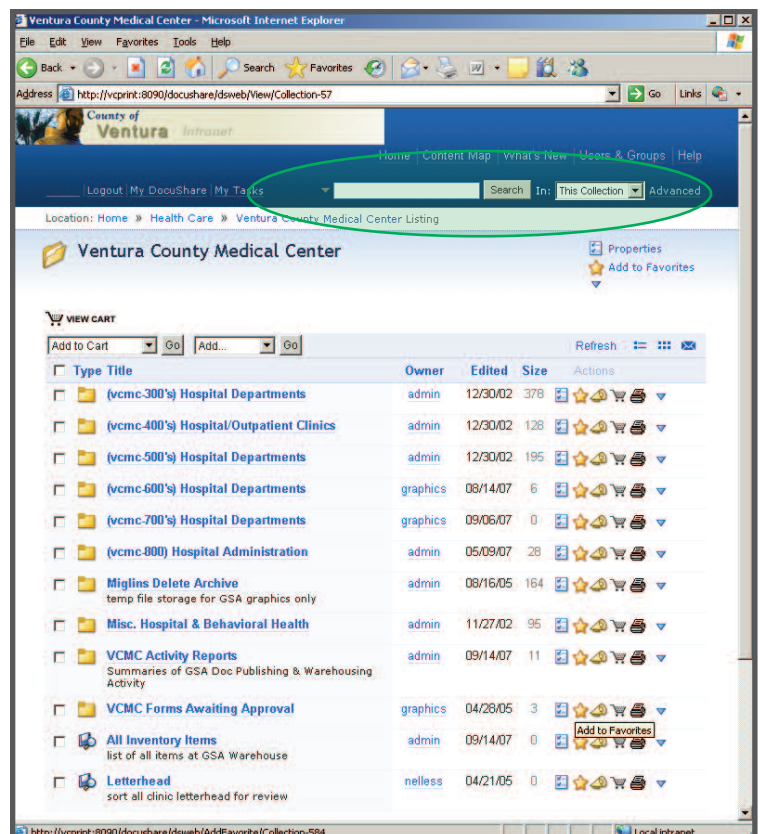 Ventura County Medical Center - Microsoft Internet Explorer
File Edit View Favorites Tools Help
Back Search Favorites
Address http://vcprint:8090/docushare/dsweb/View/Collection-57 Go Links
County of
Ventura Intranet
Home Content Map What's New Users & Groups Help
Logout My DocuShare My Tasks Search In: This Collection Advanced
Location: Home » Health Care » Ventura County Medical Center Listing
Ventura County Medical Center
Properties
Add to Favorites
VIEW CART
Add to Cart Go Add... Go Refresh
Type Title Owner Edited Size Actions
(vcmc-300's) Hospital Departments admin 12/30/02 378
(vcmc-400's) Hospital/Outpatient Clinics admin 12/30/02 128
(vcmc-500's) Hospital Departments admin 12/30/02 195
(vcmc-600's) Hospital Departments graphics 08/14/07 6
(vcmc-700's) Hospital Departments graphics 09/06/07 0
(vcmc-800) Hospital Administration admin 05/09/07 28
Miglins Delete Archive admin 08/16/05 164
temp file storage for GSA graphics only
Misc. Hospital & Behavioral Health admin 11/27/02 95
VCMC Activity Reports admin 09/14/07 11
Summaries of GSA Doc Publishing & Warehousing
Activity
VCMC Forms Awaiting Approval graphics 04/28/05 3
Add to Favorites
All Inventory Items admin 09/14/07 0
list of all items at GSA Warehouse
Letterhead nelless 04/21/05 0
sort all clinic letterhead for review
http://vcprint:8090/docushare/dsweb/AddFavorite/Collection-584 Local intranet